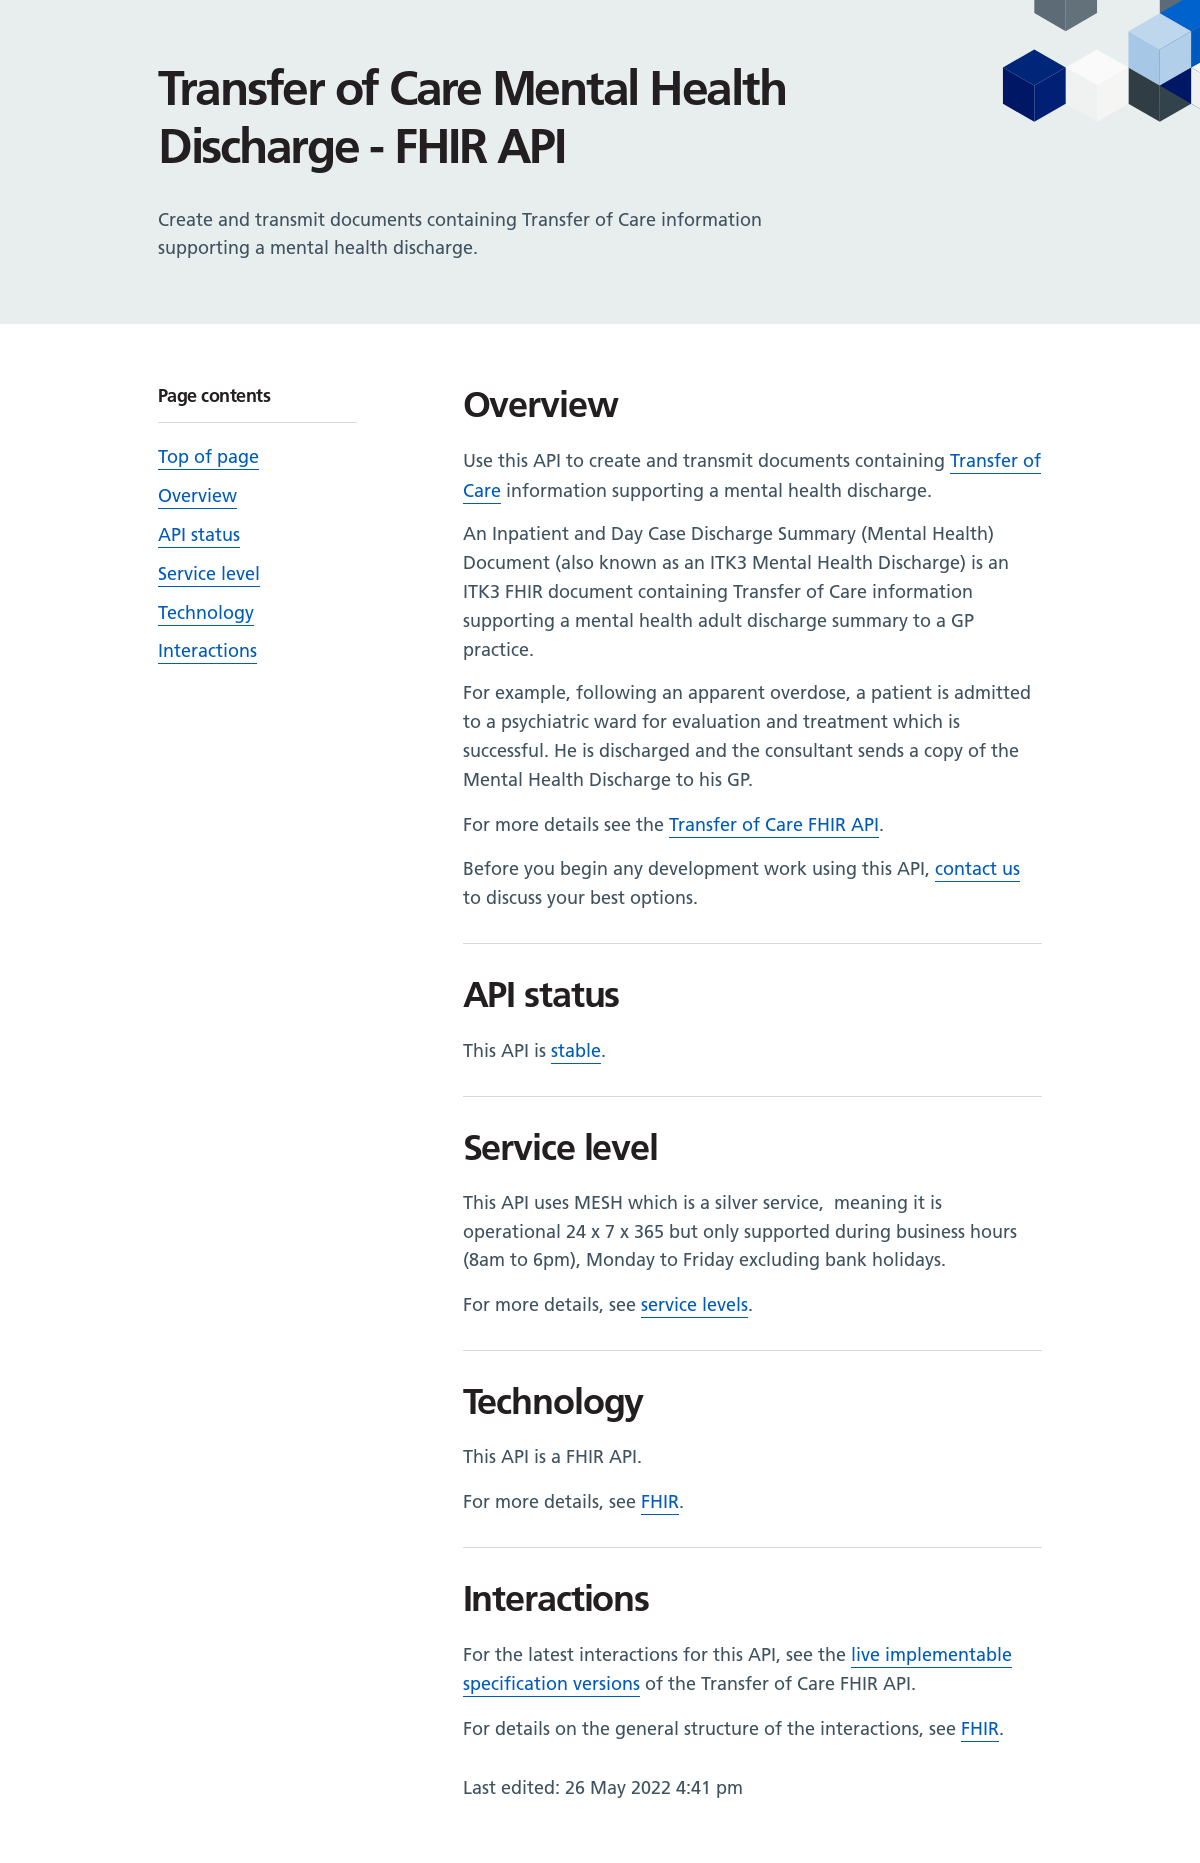 Transfer of Care Mental Health
Discharge - FHIR API
Create and transmit documents containing Transfer of Care information
supporting a mental health discharge.
Page contents
Top of page
Overview
API status
Service level
Technology
Interactions
Overview
Use this API to create and transmit documents containing Transfer of
Care information supporting a mental health discharge.
An Inpatient and Day Case Discharge Summary (Mental Health)
Document (also known as an ITK3 Mental Health Discharge) is an
ITK3 FHIR document containing Transfer of Care information
supporting a mental health adult discharge summary to a GP
practice.
For example, following an apparent overdose, a patient is admitted
to a psychiatric ward for evaluation and treatment which is
successful. He is discharged and the consultant sends a copy of the
Mental Health Discharge to his GP.
For more details see the Transfer of Care FHIR API.
Before you begin any development work using this API, contact us
to discuss your best options.
API status
This API is stable.
Service level
This API uses MESH which is a silver service,  meaning it is
operational 24 x 7 x 365 but only supported during business hours
(8am to 6pm), Monday to Friday excluding bank holidays.
For more details, see service levels.
Technology
This API is a FHIR API.
For more details, see FHIR.
Interactions
For the latest interactions for this API, see the live implementable
specification versions of the Transfer of Care FHIR API.
For details on the general structure of the interactions, see FHIR.
Last edited: 26 May 2022 4:41 pm